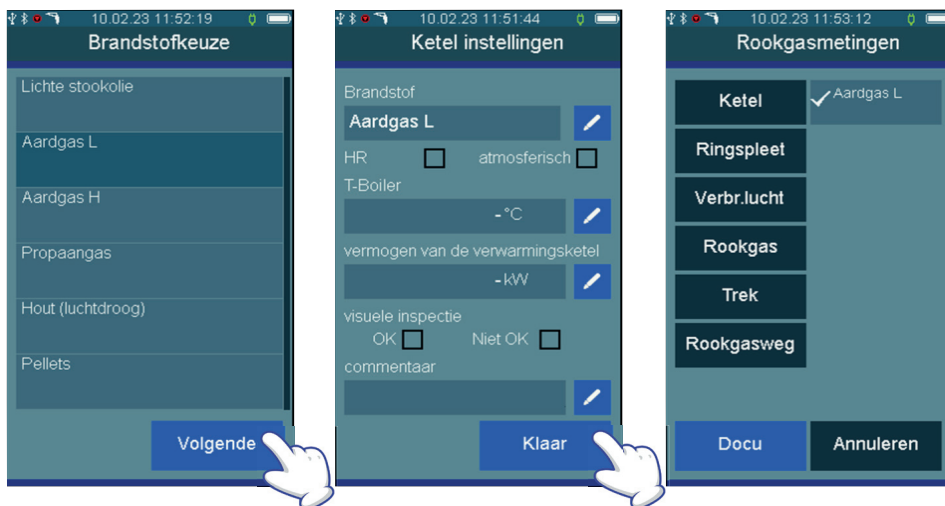 10.02.23 11:52:19
Brandstofkeuze
Lichte stookolie
Aardgas L
Aardgas H
Propaangas
Hout (luchtdroog)
Pellets
Volgende
10.02.23 11:51:44
Ketel instellingen
Brandstof
Aardgas L
HR atmosferisch
T-Boiler
-°C
vermogen van de verwarmingsketel
-kW
visuele inspectie
OK Niet OK
commentaar
Klaar
10.02.23 11:53:12
Rookgasmetingen
Ketel Aardgas L
Ringspleet
Verbr.lucht
Rookgas
Trek
Rookgasweg
Docu Annuleren